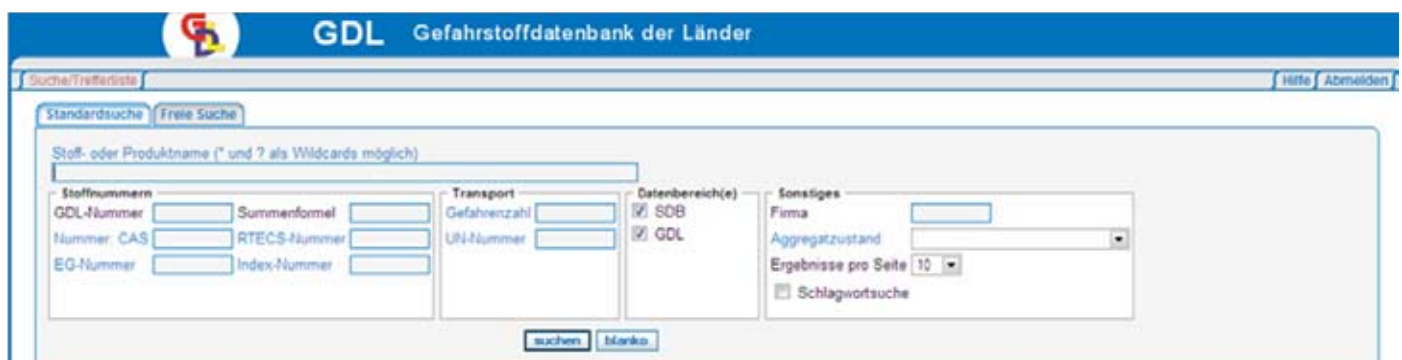 GDL GDL Gefahrstoffdatenbank der Länder
Suche/Trefferliste Hilfe Abmelden
Standardsuche Freie Suche
Stoff- oder Produktname (* und ? als Wildcards möglich)
Stoffnummern Transport Datenbereich(e) Sonstiges
GDL-Nummer Summenformel Gefahrenzahl SDB Firma
Nummer CAS RTECS-Nummer UN-Nummer GDL Aggregatzustand
EG-Nummer Index-Nummer Ergebnisse pro Seite 10
Schlagwortsuche
suchen blanko